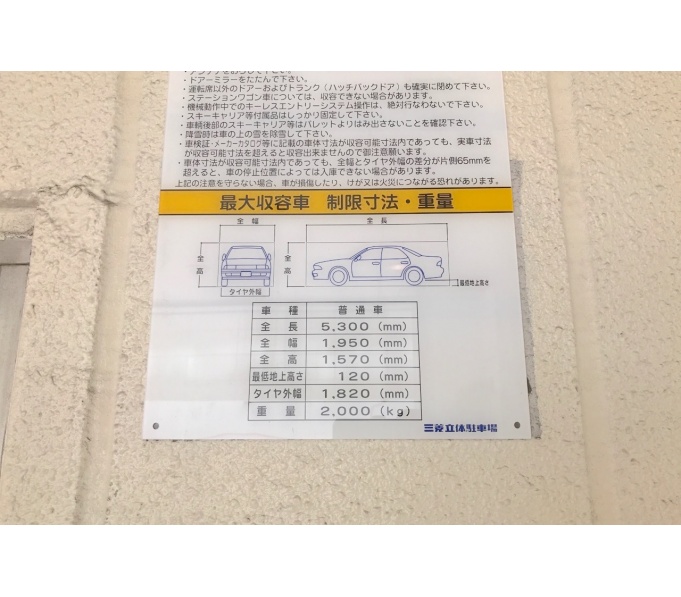 ・アンテナをおろして下さい。
・ドアーミラーをたたんで下さい。
・運転席以外のドアーおよびトランク(ハッチバックドア)も確実に閉めて下さい。
・ステーションワゴン車については、収容できない場合があります。
・機械動作中でのキーレスエントリーシステム操作は、絶対行なわないで下さい。
・スキーキャリア等付属品はしっかり固定して下さい。
・車輌後部のスキーキャリア等はパレットよりはみ出さないことを確認下さい。
・降雪時は車の上の雪を除雪して下さい。
・車検証・メーカーカタログ等に記載の車体寸法が収容可能寸法内であっても、実車寸法
が収容可能寸法を超えると収容出来ませんので御注意願います。
・車体寸法が収容可能寸法内であっても、全幅とタイヤ外幅の差分が片側65mmを
超えると、車の停止位置によっては入庫できない場合があります。
上記の注意を守らない場合、車が損傷したり、けが又は火災につながる恐れがあります。
最大収容車 制限寸法・重量
全幅 全長
全高 全高
タイヤ外幅 最低地上高さ
車種 普通車
全長 5,300 (mm)
全幅 1,950 (mm)
全高 1,570 (mm)
最低地上高さ 120 (mm)
タイヤ外幅 1,820 (mm)
重量 2,000 (kg)
三菱立体駐車場